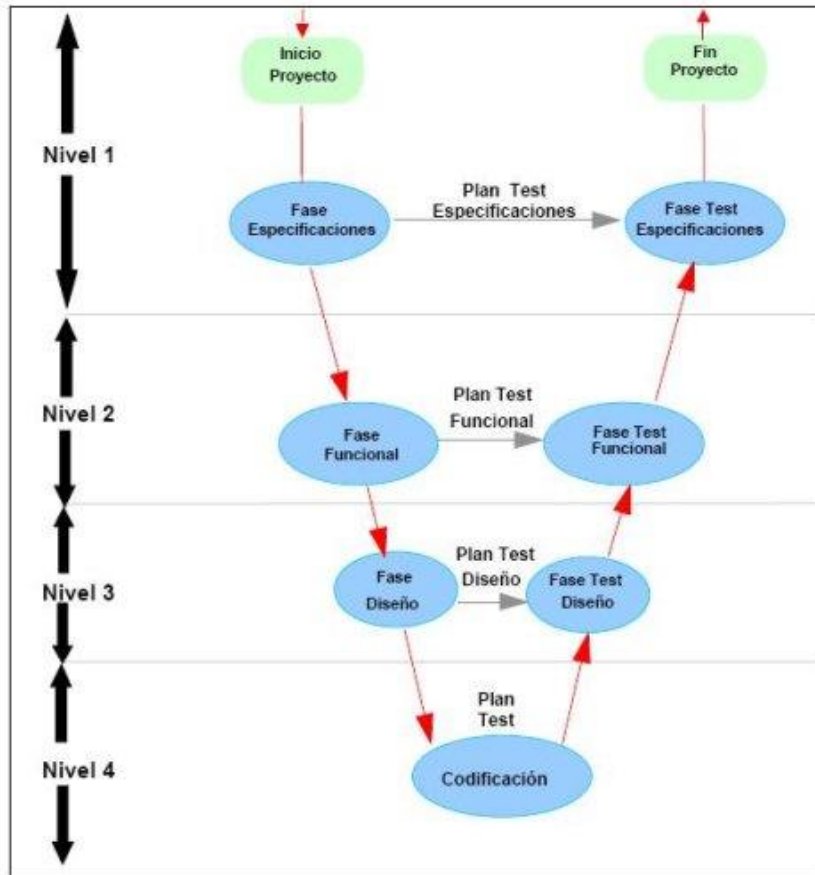 Inicio
Proyecto
Fin
Proyecto
Nivel 1
Fase
Especificaciones
Plan Test
Especificaciones
Fase Test
Especificaciones
Nivel 2
Fase
Funcional
Plan Test
Funcional
Fase Test
Funcional
Nivel 3
Fase
Diseño
Plan Test
Diseño
Fase Test
Diseño
Nivel 4
Plan
Test
Codificación